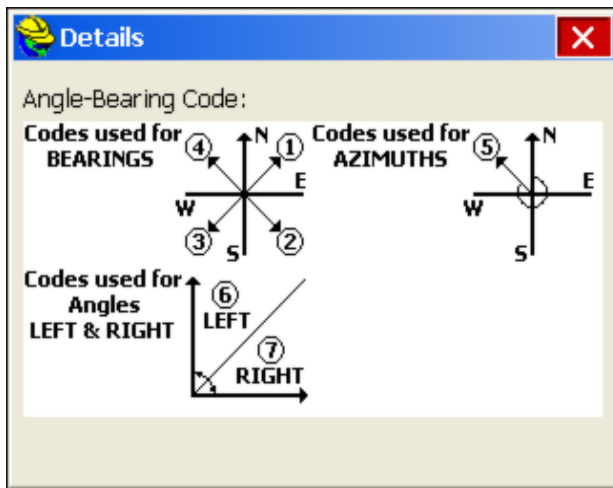 Details
Angle-Bearing Code:
Codes used for
BEARINGS
4
N
1
W
E
3
S
2
Codes used for
AZIMUTHS
5
N
W
E
S
Codes used for
Angles
LEFT & RIGHT
6
LEFT
7
RIGHT